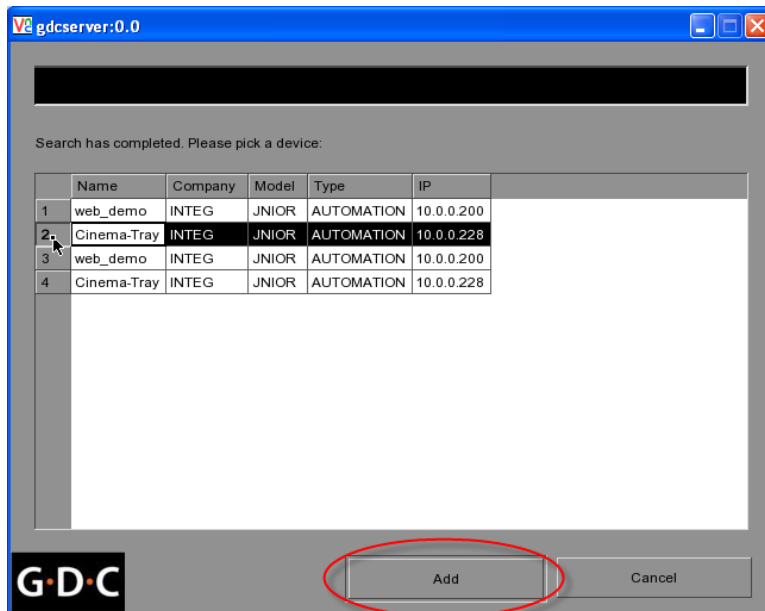 V2 gdcserver:0.0
Search has completed. Please pick a device:
Name Company Model Type IP
1 web_demo INTEG JNIOR AUTOMATION 10.0.0.200
2 Cinema-Tray INTEG JNIOR AUTOMATION 10.0.0.228
3 web_demo INTEG JNIOR AUTOMATION 10.0.0.200
4 Cinema-Tray INTEG JNIOR AUTOMATION 10.0.0.228
G·D·C Add Cancel